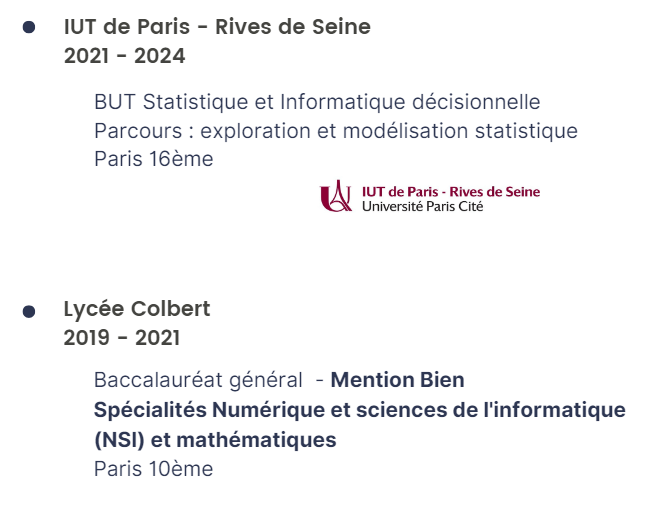 IUT de Paris - Rives de Seine
2021 - 2024
BUT Statistique et Informatique décisionnelle
Parcours : exploration et modélisation statistique
Paris 16ème
IUT de Paris - Rives de Seine
Université Paris Cité
Lycée Colbert
2019 - 2021
Baccalauréat général - Mention Bien
Spécialités Numérique et sciences de l'informatique
(NSI) et mathématiques
Paris 10ème